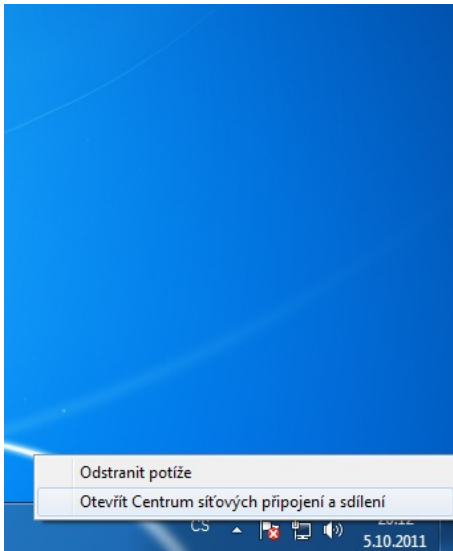 Odstranit potíže
Otevřít Centrum síťových připojení a sdílení
CS
5.10.2011